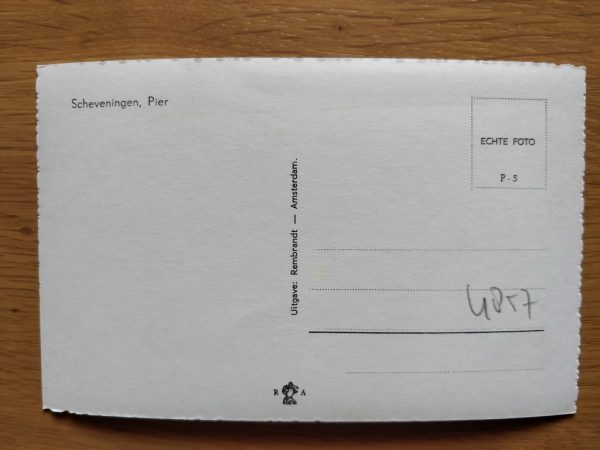 Scheveningen, Pier
Uitgave: Rembrandt — Amsterdam.
ECHTE FOTO
P - 5
R A